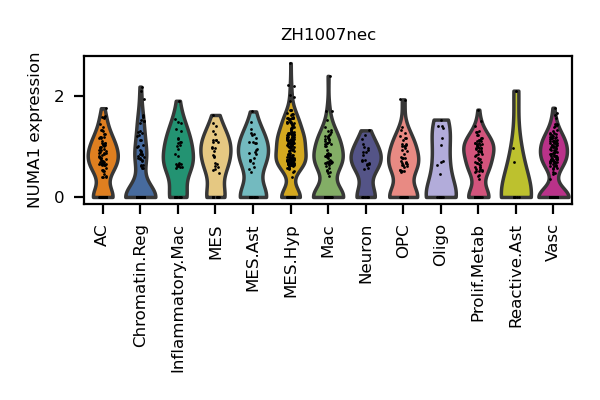 ZH1007nec
NUMA1 expression
2
0
AC
Chromatin.Reg
Inflammatory.Mac
MES
MES.Ast
MES.Hyp
Mac
Neuron
OPC
Oligo
Prolif.Metab
Reactive.Ast
Vasc